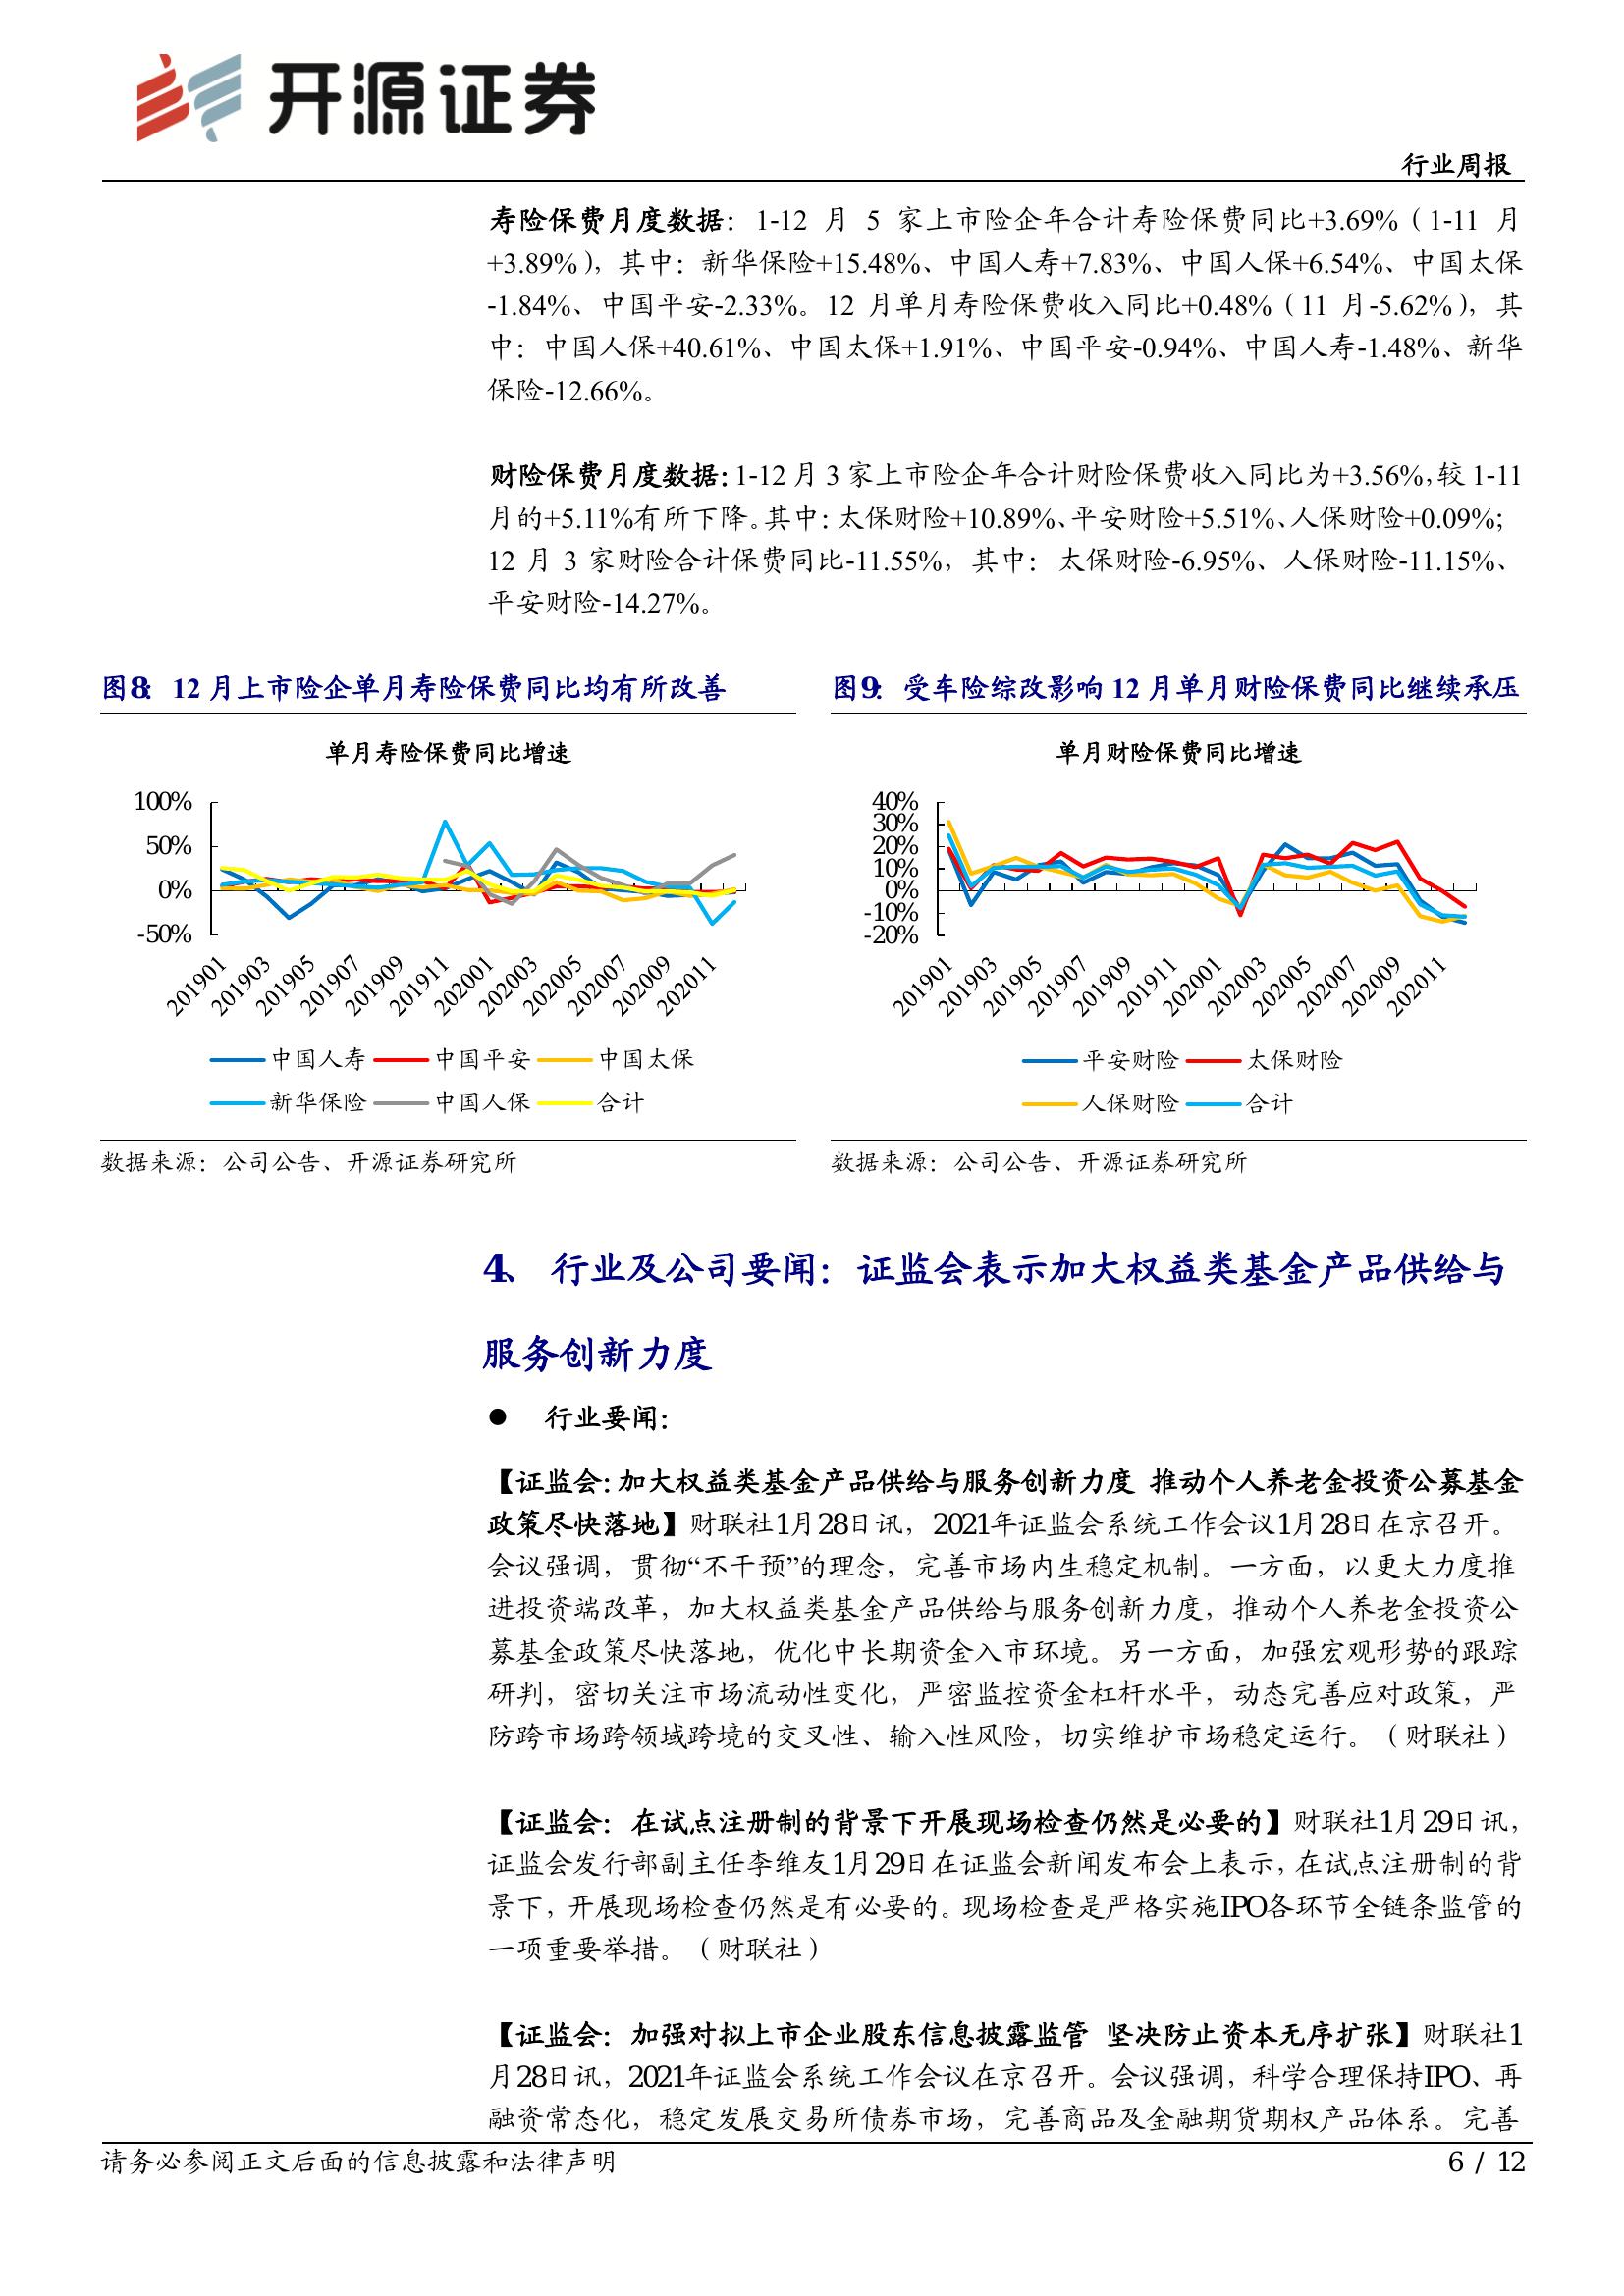 开源证券
行业周报
寿险保费月度数据：1-12 月 5 家上市险企年合计寿险保费同比+3.69%（1-11 月
+3.89%），其中：新华保险+15.48%、中国人寿+7.83%、中国人保+6.54%、中国太保
-1.84%、中国平安-2.33%。12 月单月寿险保费收入同比+0.48%（11 月-5.62%），其
中：中国人保+40.61%、中国太保+1.91%、中国平安-0.94%、中国人寿-1.48%、新华
保险-12.66%。
财险保费月度数据：1-12 月 3 家上市险企年合计财险保费收入同比为+3.56%，较 1-11
月的+5.11%有所下降。其中：太保财险+10.89%、平安财险+5.51%、人保财险+0.09%；
12 月 3 家财险合计保费同比-11.55%，其中：太保财险-6.95%、人保财险-11.15%、
平安财险-14.27%。
图8：12 月上市险企单月寿险保费同比均有所改善
单月寿险保费同比增速
100%
50%
0%
-50%
201901 201903 201905 201907 201909 201911 202001 202003 202005 202007 202009 202011
中国人寿 中国平安 中国太保
新华保险 中国人保 合计
数据来源：公司公告、开源证券研究所
图9：受车险综改影响 12 月单月财险保费同比继续承压
单月财险保费同比增速
40%
30%
20%
10%
0%
-10%
-20%
201901 201903 201905 201907 201909 201911 202001 202003 202005 202007 202009 202011
平安财险 太保财险
人保财险 合计
数据来源：公司公告、开源证券研究所
4、 行业及公司要闻：证监会表示加大权益类基金产品供给与
服务创新力度
● 行业要闻：
【证监会：加大权益类基金产品供给与服务创新力度 推动个人养老金投资公募基金
政策尽快落地】财联社1月28日讯，2021年证监会系统工作会议1月28日在京召开。
会议强调，贯彻“不干预”的理念，完善市场内生稳定机制。一方面，以更大力度推
进投资端改革，加大权益类基金产品供给与服务创新力度，推动个人养老金投资公
募基金政策尽快落地，优化中长期资金入市环境。另一方面，加强宏观形势的跟踪
研判，密切关注市场流动性变化，严密监控资金杠杆水平，动态完善应对政策，严
防跨市场跨领域跨境的交叉性、输入性风险，切实维护市场稳定运行。（财联社）
【证监会：在试点注册制的背景下开展现场检查仍然是必要的】财联社1月29日讯，
证监会发行部副主任李维友1月29日在证监会新闻发布会上表示，在试点注册制的背
景下，开展现场检查仍然是有必要的。现场检查是严格实施IPO各环节全链条监管的
一项重要举措。（财联社）
【证监会：加强对拟上市企业股东信息披露监管 坚决防止资本无序扩张】财联社1
月28日讯，2021年证监会系统工作会议在京召开。会议强调，科学合理保持IPO、再
融资常态化，稳定发展交易所债券市场，完善商品及金融期货期权产品体系。完善
请务必参阅正文后面的信息披露和法律声明
6 / 12